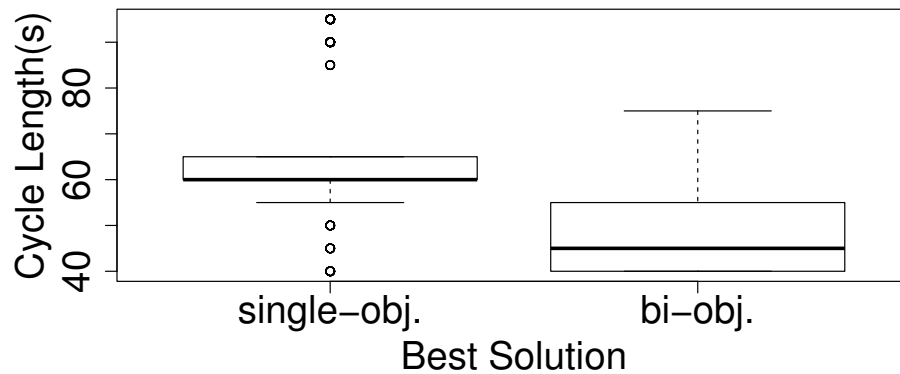 Cycle Length(s)
80
60
40
single-obj.
bi-obj.
Best Solution